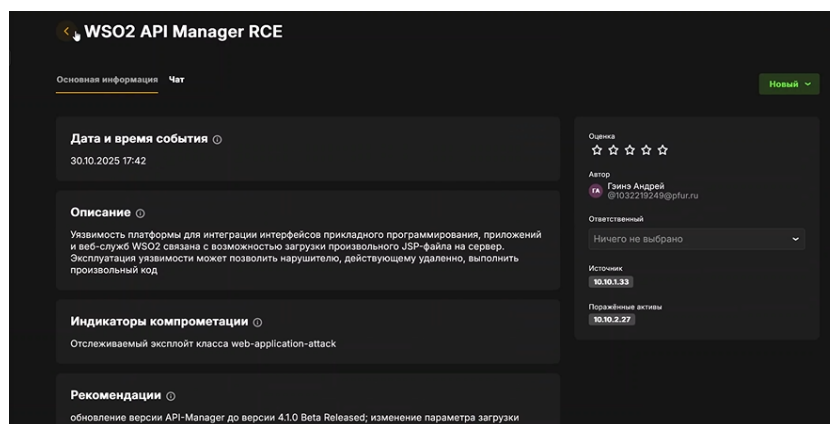 WSO2 API Manager RCE
Основная информация Чат
Новый
Дата и время события
30.10.2025 17:42
Описание
Уязвимость платформы для интеграции интерфейсов прикладного программирования, приложений
и веб-служб WSO2 связана с возможностью загрузки произвольного JSP-файла на сервер.
Эксплуатация уязвимости может позволить нарушителю, действующему удаленно, выполнить
произвольный код
Индикаторы компрометации
Отслеживаемый эксплойт класса web-application-attack
Рекомендации
обновление версии API-Manager до версии 4.1.0 Beta Released; изменение параметра загрузки
Оценка
Автор
ГА
Гэинэ Андрей
@1032219249@pfur.ru
Ответственный
Ничего не выбрано
Источник
10.10.1.33
Поражённые активы
10.10.2.27